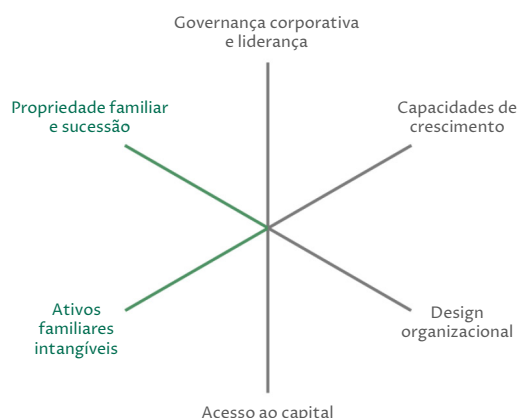 Governança corporativa
e liderança
Propriedade familiar
e sucessão
Capacidades de
crescimento
Ativos
familiares
intangíveis
Design
organizacional
Acesso ao capital